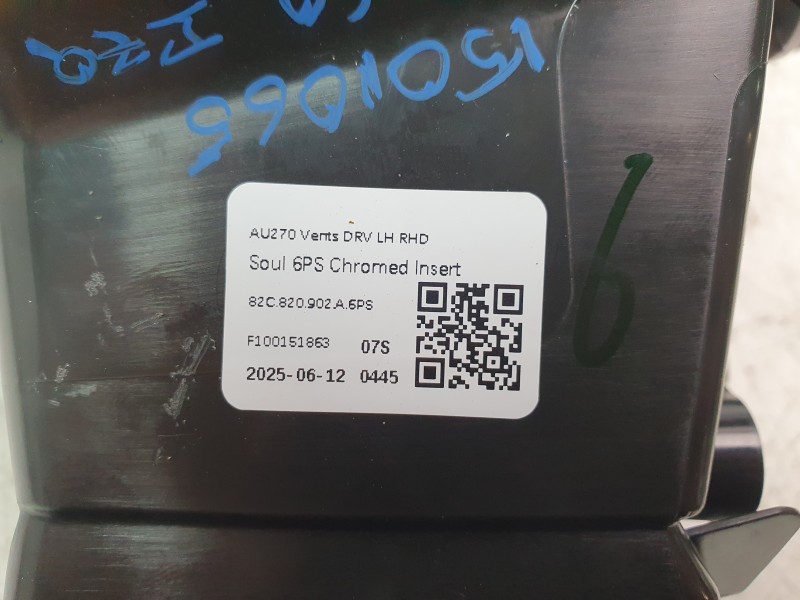 1501065
AU270 Vents DRV LH RHD
Soul 6PS Chromed Insert
82C.820.902.A.6PS
F100151863 07S
2025-06-12 0445
6